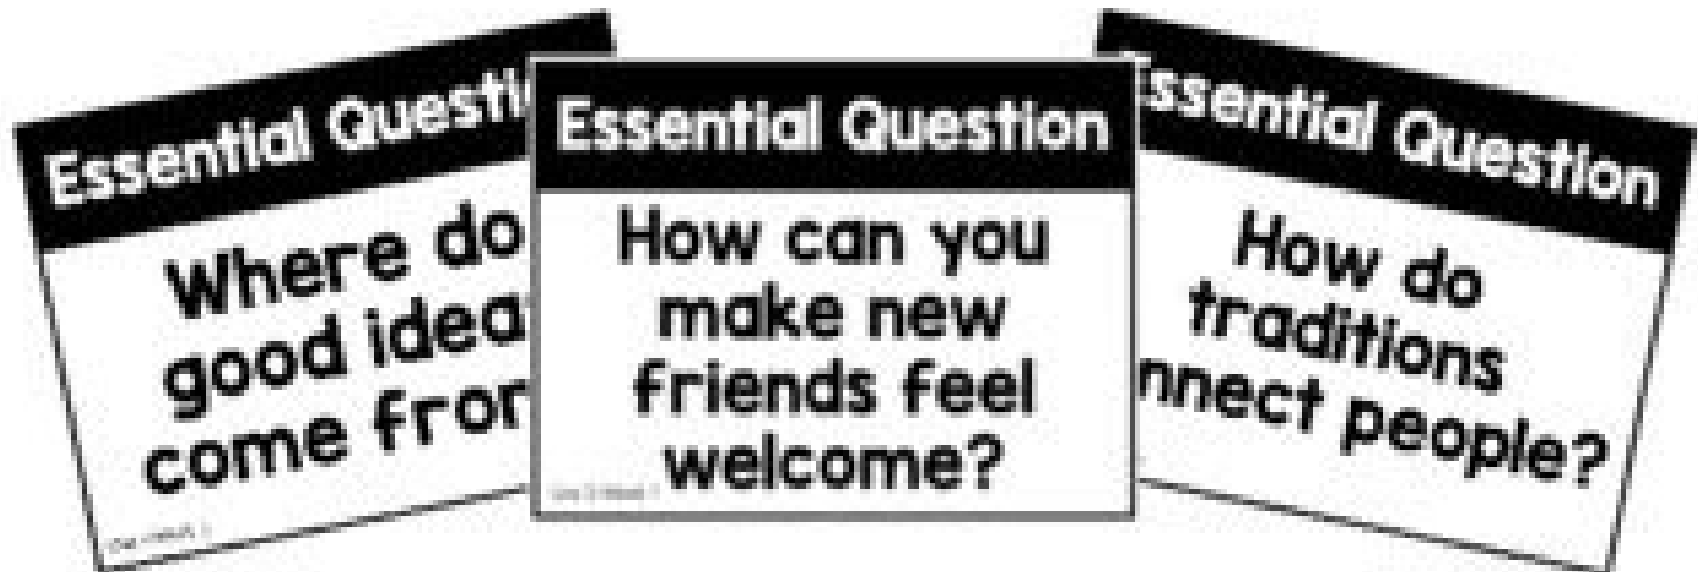 Essential Questi
Where do
good idea
come fro
Essential Question
How can you
make new
friends feel
welcome?
ssential Question
How do
traditions
nnect people?